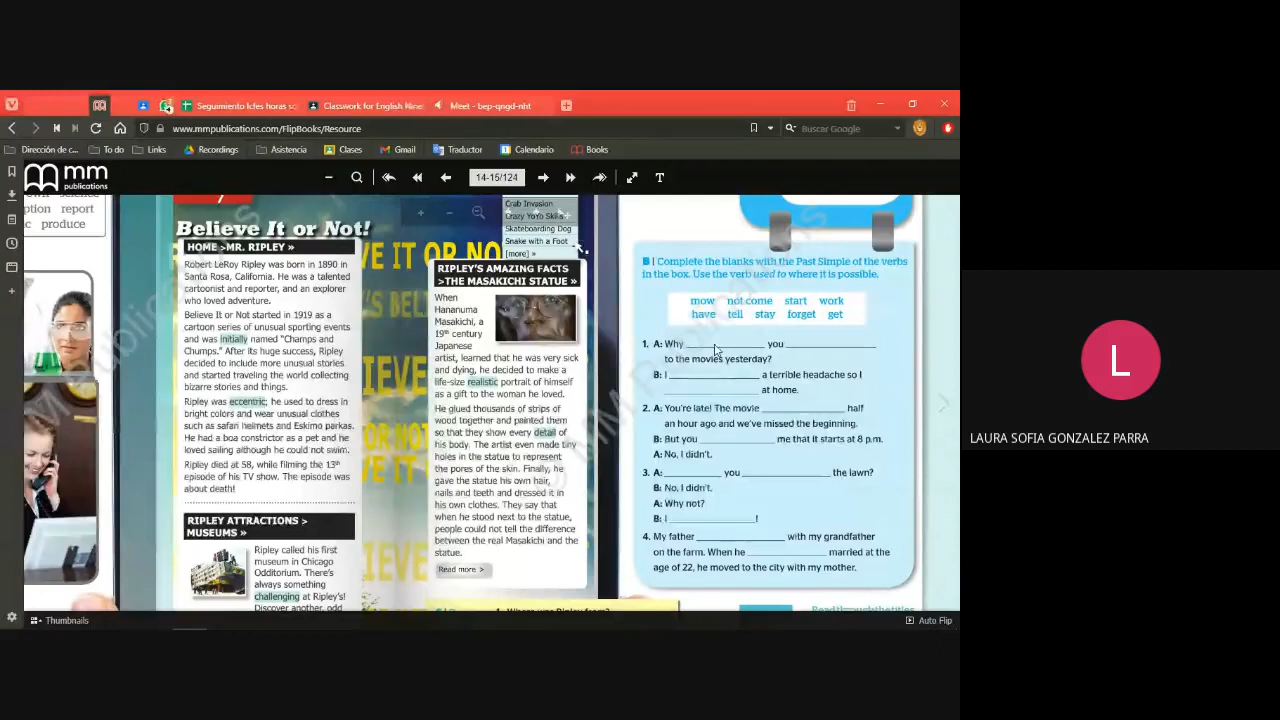 Seguimiento Icfes horas so
Classwork for English Nine
Meet - bep-qngd-nht
www.mmpublications.com/FlipBooks/Resource
Buscar Google
Dirección de c...
To do
Links
Recordings
Asistencia
Clases
Gmail
Traductor
Calendario
Books
mm
publications
14-15/124
T
ption report
c produce
Believe It or Not!
HOME >MR. RIPLEY »
Robert LeRoy Ripley was born in 1890 in
Santa Rosa, California. He was a talented
cartoonist and reporter, and an explorer
who loved adventure.
Believe It or Not started in 1919 as a
cartoon series of unusual sporting events
and was initially named "Champs and
Chumps." After its huge success, Ripley
decided to include more unusual stories
and started traveling the world collecting
bizarre stories and things.
Ripley was eccentric; he used to dress in
bright colors and wear unusual clothes
such as safari helmets and Eskimo parkas.
He had a boa constrictor as a pet and he
loved sailing although he could not swim.
Ripley died at 58, while filming the 13th
episode of his TV show. The episode was
about death!
RIPLEY ATTRACTIONS >
MUSEUMS »
Ripley called his first
museum in Chicago
Odditorium. There's
always something
challenging at Ripley's!
Discover another, odd
Crab Invasion
Crazy YoYo Skills
Skateboarding Dog
Snake with a Foot
[more] »
RIPLEY'S AMAZING FACTS
>THE MASAKICHI STATUE »
When
Hananuma
Masakichi, a
19th century
Japanese
artist, learned that he was very sick
and dying, he decided to make a
life-size realistic portrait of himself
as a gift to the woman he loved.
He glued thousands of strips of
wood together and painted them
so that they show every detail of
his body. The artist even made tiny
holes in the statue to represent
the pores of the skin. Finally, he
gave the statue his own hair,
nails and teeth and dressed it in
his own clothes. They say that
when he stood next to the statue,
people could not tell the difference
between the real Masakichi and the
statue.
Read more >
B | Complete the blanks with the Past Simple of the verbs
in the box. Use the verb used to where it is possible.
mow not come start work
have tell stay forget get
1. A: Why ______ you ______
to the movies yesterday?
B: I ______ a terrible headache so I
______ at home.
2. A: You're late! The movie ______ half
an hour ago and we've missed the beginning.
B: But you ______ me that it starts at 8 p.m.
A: No, I didn't.
3. A: ______ you ______ the lawn?
B: No, I didn't.
A: Why not?
B: I ______!
4. My father ______ with my grandfather
on the farm. When he ______ married at the
age of 22, he moved to the city with my mother.
Read through the titles
Thumbnails
Auto Flip
L
LAURA SOFIA GONZALEZ PARRA